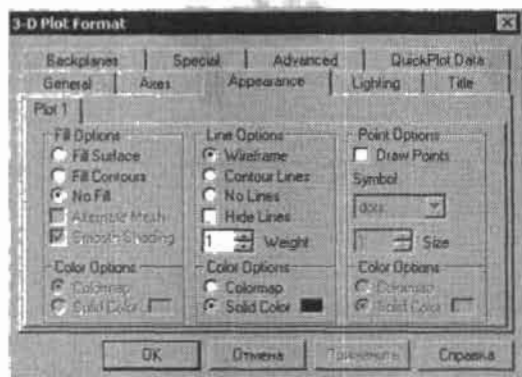 3-D Plot Format
Backplanes Special Advanced QuickPlot Data
General Axes Appearance Lighting Title
Plot 1
Fill Options
Fill Surface
Fill Contours
No Fill
Alternate Mesh
Smooth Shading
Color Options
Colormap
Solid Color
Line Options
Wireframe
Contour Lines
No Lines
Hide Lines
1 Weight
Color Options
Colormap
Solid Color
Point Options
Draw Points
Symbol
dots
1 Size
Color Options
Colormap
Solid Color
OK Отмена Применить Справка